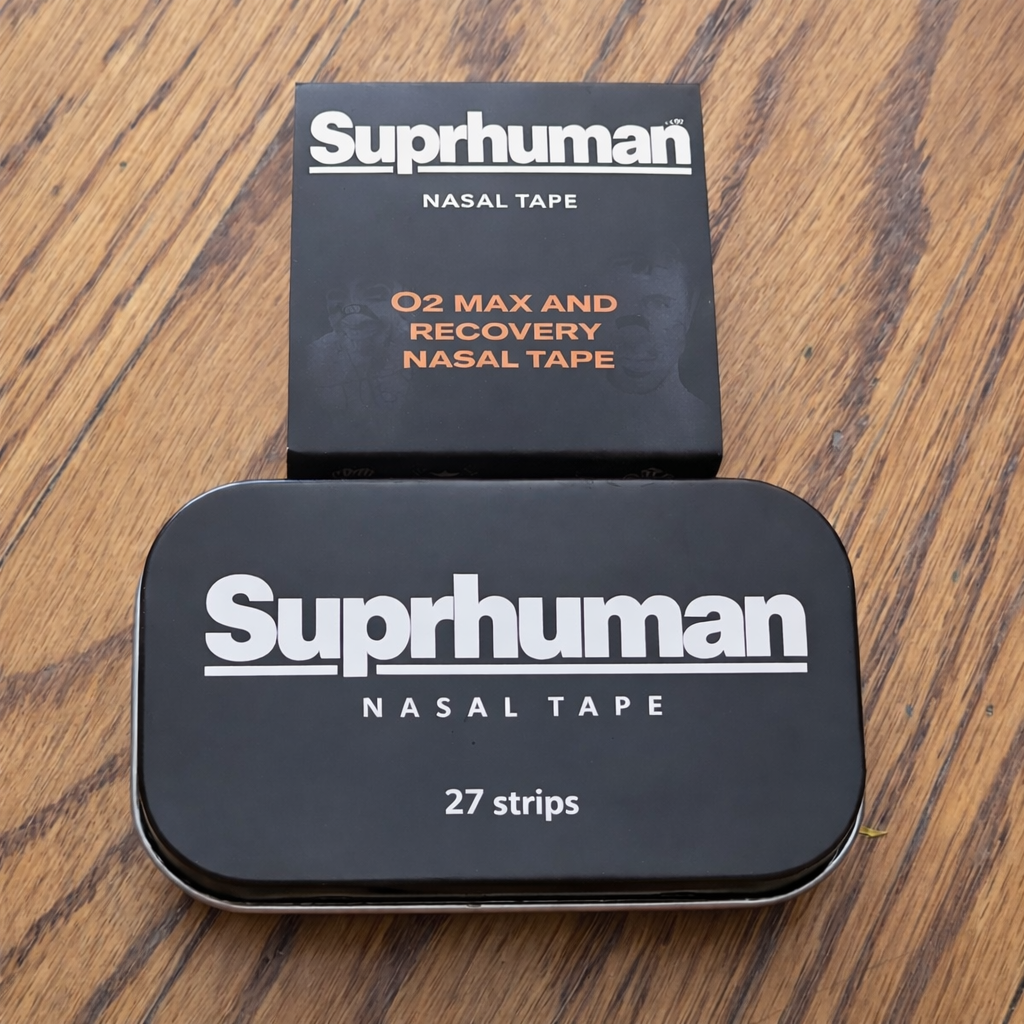 Suprhuman
NASAL TAPE
O2 MAX AND
RECOVERY
NASAL TAPE
Suprhuman
NASAL TAPE
27 strips